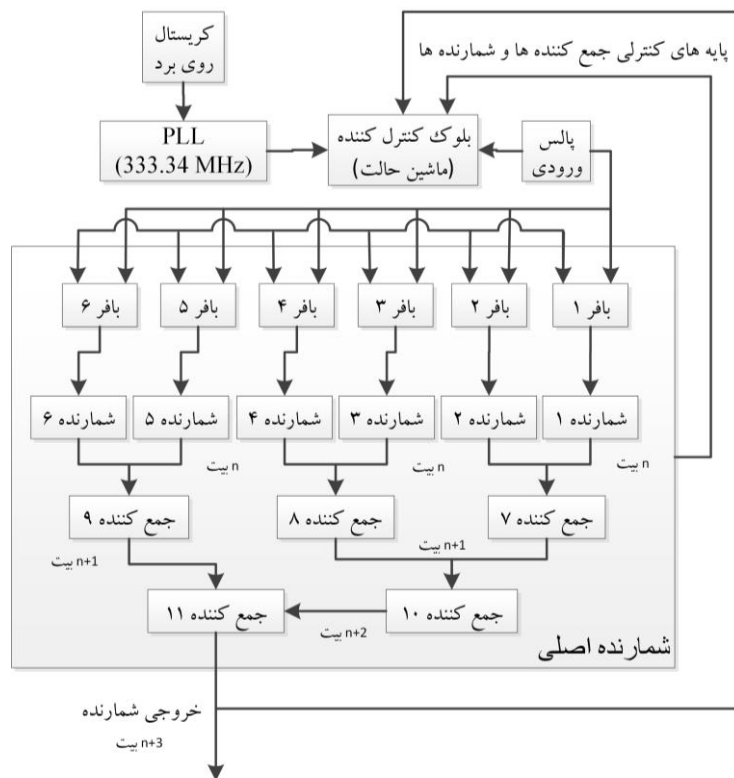 کریستال
روی برد
پایه های کنترلی جمع کننده ها و شمارنده ها
PLL
(333.34 MHz)
بلوک کنترل کننده
(ماشین حالت)
پالس
ورودی
بافر ۱
بافر ۲
بافر ۳
بافر ۴
بافر ۵
بافر ۶
شمارنده ۱
شمارنده ۲
شمارنده ۳
شمارنده ۴
شمارنده ۵
شمارنده ۶
n بیت
n بیت
n بیت
جمع کننده ۷
جمع کننده ۸
جمع کننده ۹
n+1 بیت
n+1 بیت
جمع کننده ۱۰
جمع کننده ۱۱
n+2 بیت
شمارنده اصلی
خروجی شمارنده
n+3 بیت